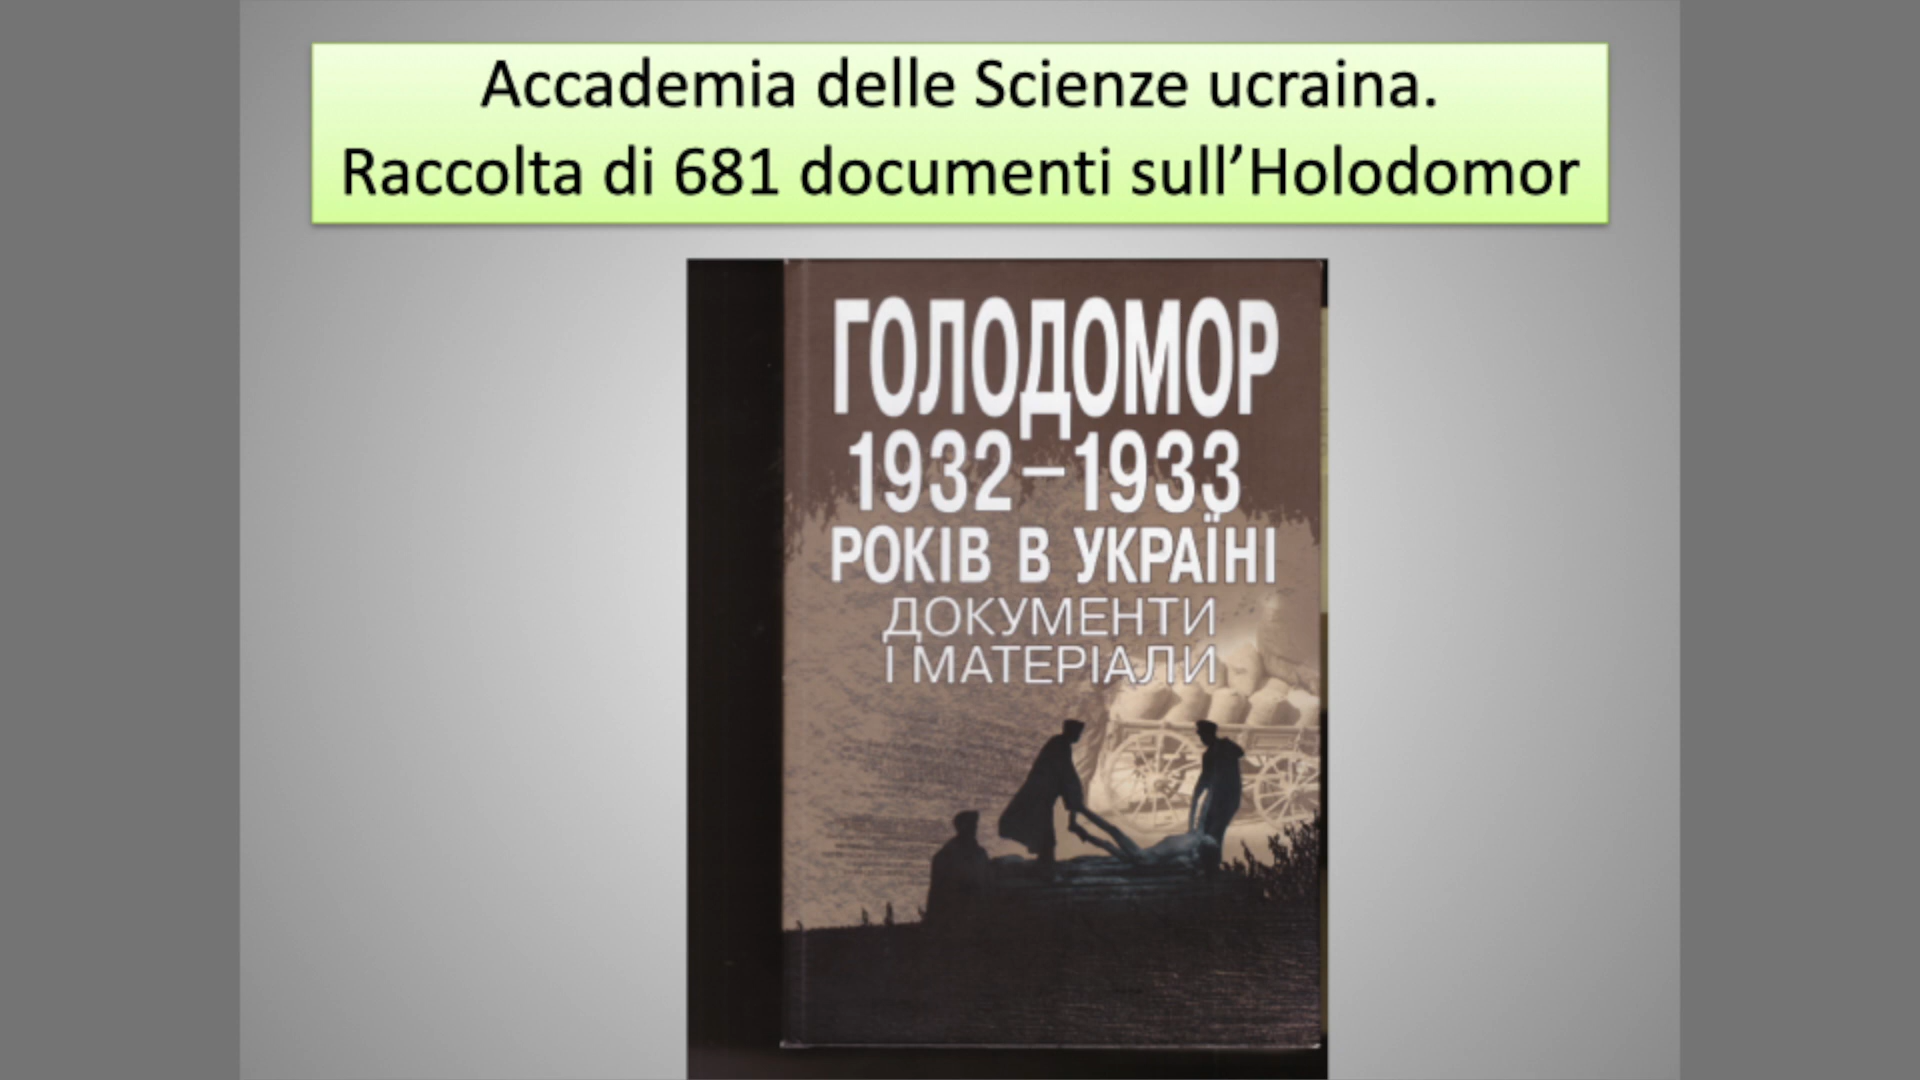 Accademia delle Scienze ucraina.
Raccolta di 681 documenti sull’Holodomor
ГОЛОДОМОР
1932–1933
РОКІВ В УКРАЇНІ
ДОКУМЕНТИ
І МАТЕРІАЛИ